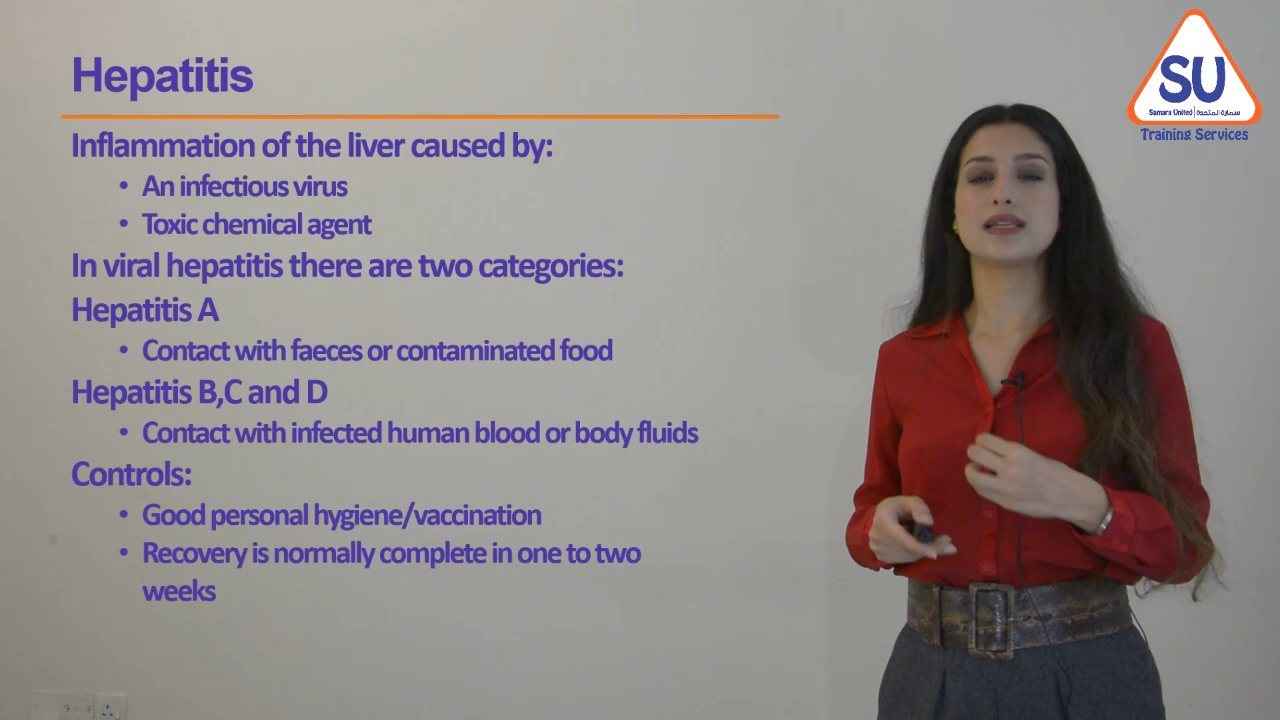 Hepatitis
Inflammation of the liver caused by:
• An infectious virus
• Toxic chemical agent
In viral hepatitis there are two categories:
Hepatitis A
• Contact with faeces or contaminated food
Hepatitis B,C and D
• Contact with infected human blood or body fluids
Controls:
• Good personal hygiene/vaccination
• Recovery is normally complete in one to two
weeks
SU
Samara United | سمارة المتحدة
Training Services